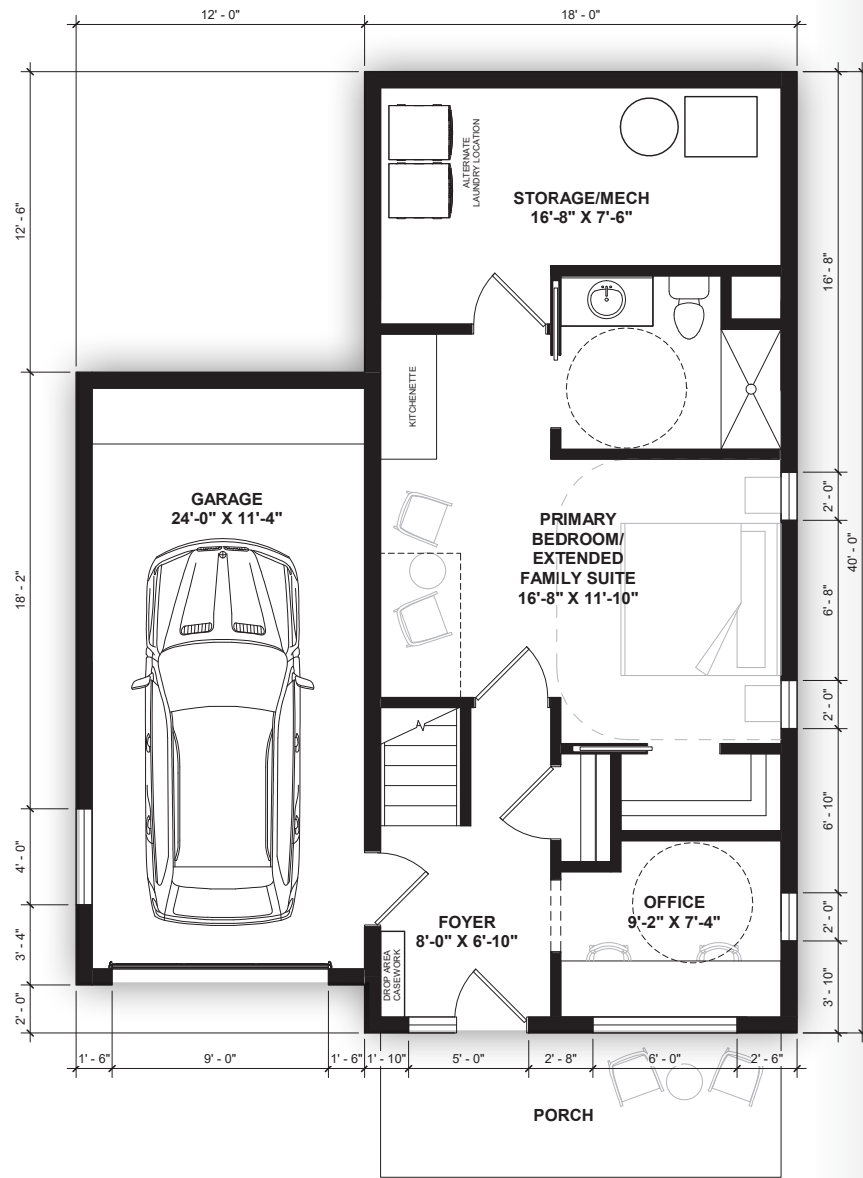 12' - 0"
18' - 0"
12' - 6"
18' - 2"
4' - 0"
3' - 4"
2' - 0"
ALTERNATE
LAUNDRY LOCATION
STORAGE/MECH
16'-8" X 7'-6"
KITCHENETTE
GARAGE
24'-0" X 11'-4"
PRIMARY
BEDROOM/
EXTENDED
FAMILY SUITE
16'-8" X 11'-10"
FOYER
8'-0" X 6'-10"
OFFICE
9'-2" X 7'-4"
DROP AREA
CASEWORK
16' - 8"
2' - 0"
40' - 0"
6' - 8"
2' - 0"
6' - 10"
2' - 0"
3' - 10"
1' - 6"
9' - 0"
1' - 6"
1' - 10"
5' - 0"
2' - 8"
6' - 0"
2' - 6"
PORCH